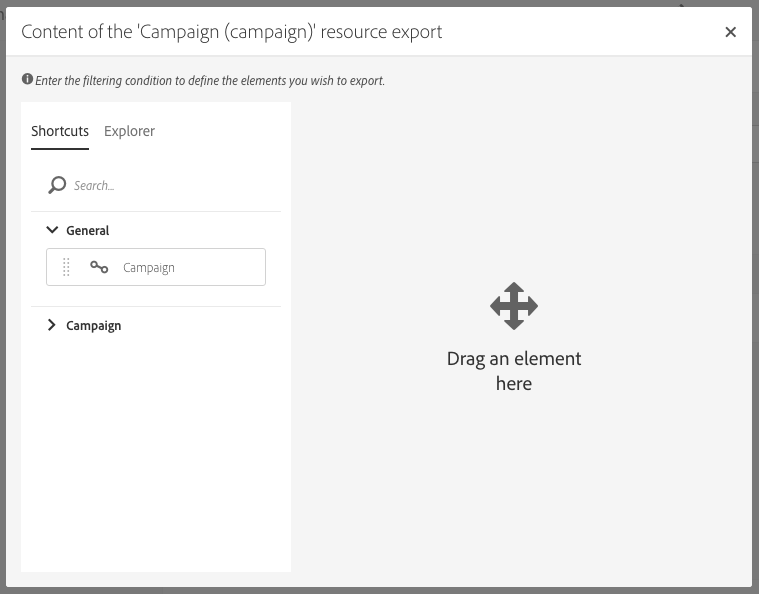 Content of the 'Campaign (campaign)' resource export
Enter the filtering condition to define the elements you wish to export.
Shortcuts Explorer
Search...
General
Campaign
Campaign
Drag an element
here